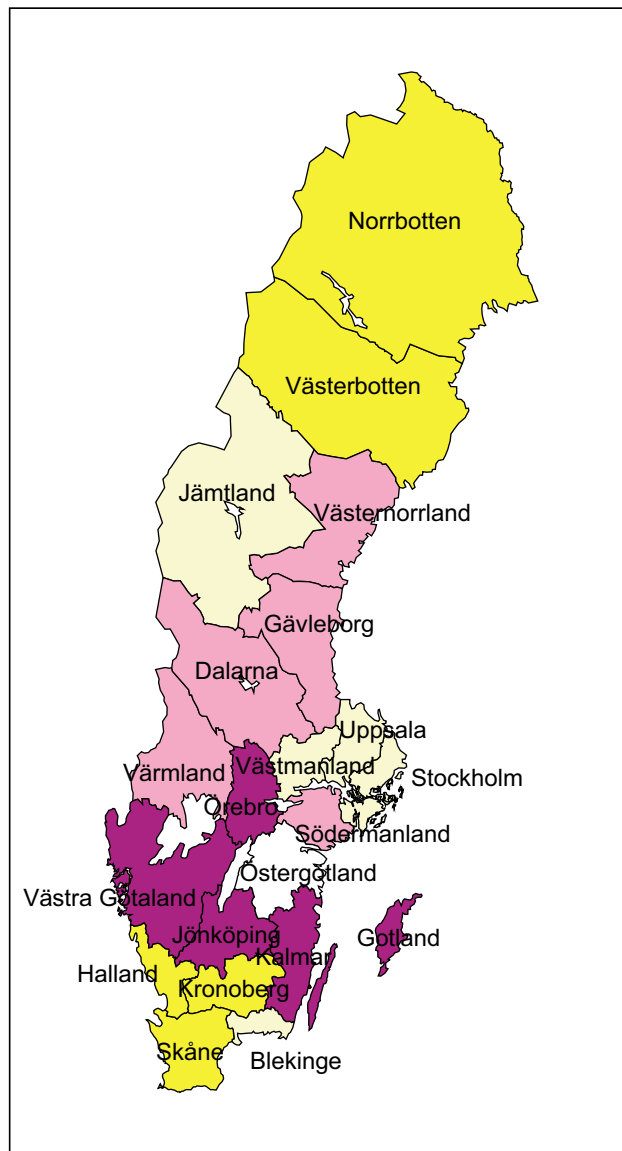 Norrbotten
Västerbotten
Jämtland
Västernorrland
Gävleborg
Dalarna
Uppsala
Värmland
Västmanland
Stockholm
Örebro
Södermanland
Östergötland
Västra Götaland
Jönköping
Gotland
Kalmar
Halland
Kronoberg
Skåne
Blekinge